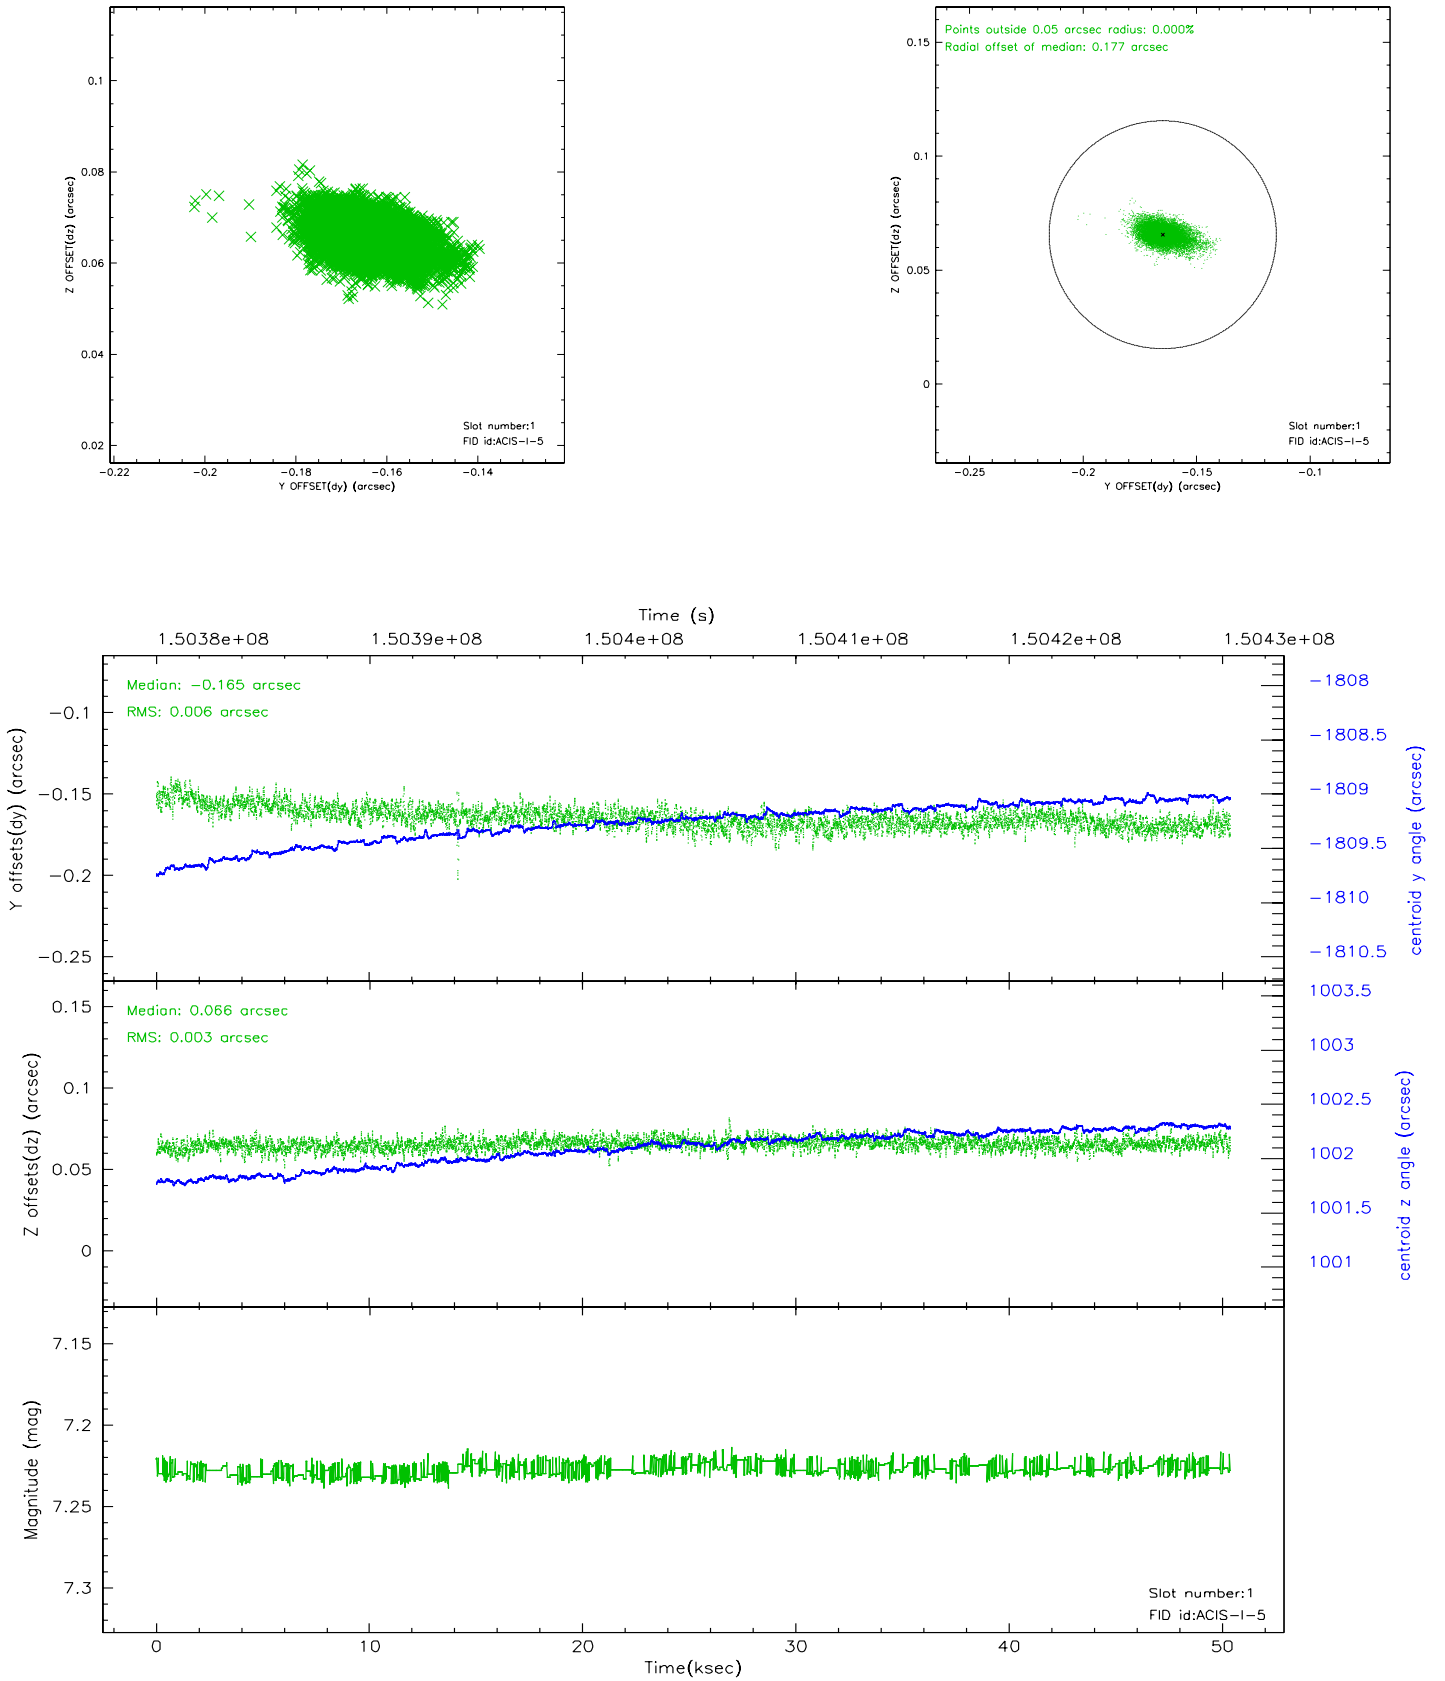 0.1
0.08
0.06
0.04
0.02
Z OFFSET(dz) (arcsec)
Slot number:1
FID id:ACIS-I-5
-0.22 -0.2 -0.18 -0.16 -0.14
Y OFFSET(dy) (arcsec)
Points outside 0.05 arcsec radius: 0.000%
Radial offset of median: 0.177 arcsec
0.15
0.1
0.05
0
Z OFFSET(dz) (arcsec)
Slot number:1
FID id:ACIS-I-5
-0.25 -0.2 -0.15 -0.1
Y OFFSET(dy) (arcsec)
Time (s)
1.5038e+08 1.5039e+08 1.504e+08 1.5041e+08 1.5042e+08 1.5043e+08
Median: -0.165 arcsec
RMS: 0.006 arcsec
-0.1
-0.15
-0.2
-0.25
Y offsets(dy) (arcsec)
-1808
-1808.5
-1809
-1809.5
-1810
-1810.5
centroid y angle (arcsec)
Median: 0.066 arcsec
RMS: 0.003 arcsec
0.15
0.1
0.05
0
Z offsets(dz) (arcsec)
1003.5
1003
1002.5
1002
1001.5
1001
centroid z angle (arcsec)
7.15
7.2
7.25
7.3
Magnitude (mag)
Slot number:1
FID id:ACIS-I-5
0 10 20 30 40 50
Time(ksec)